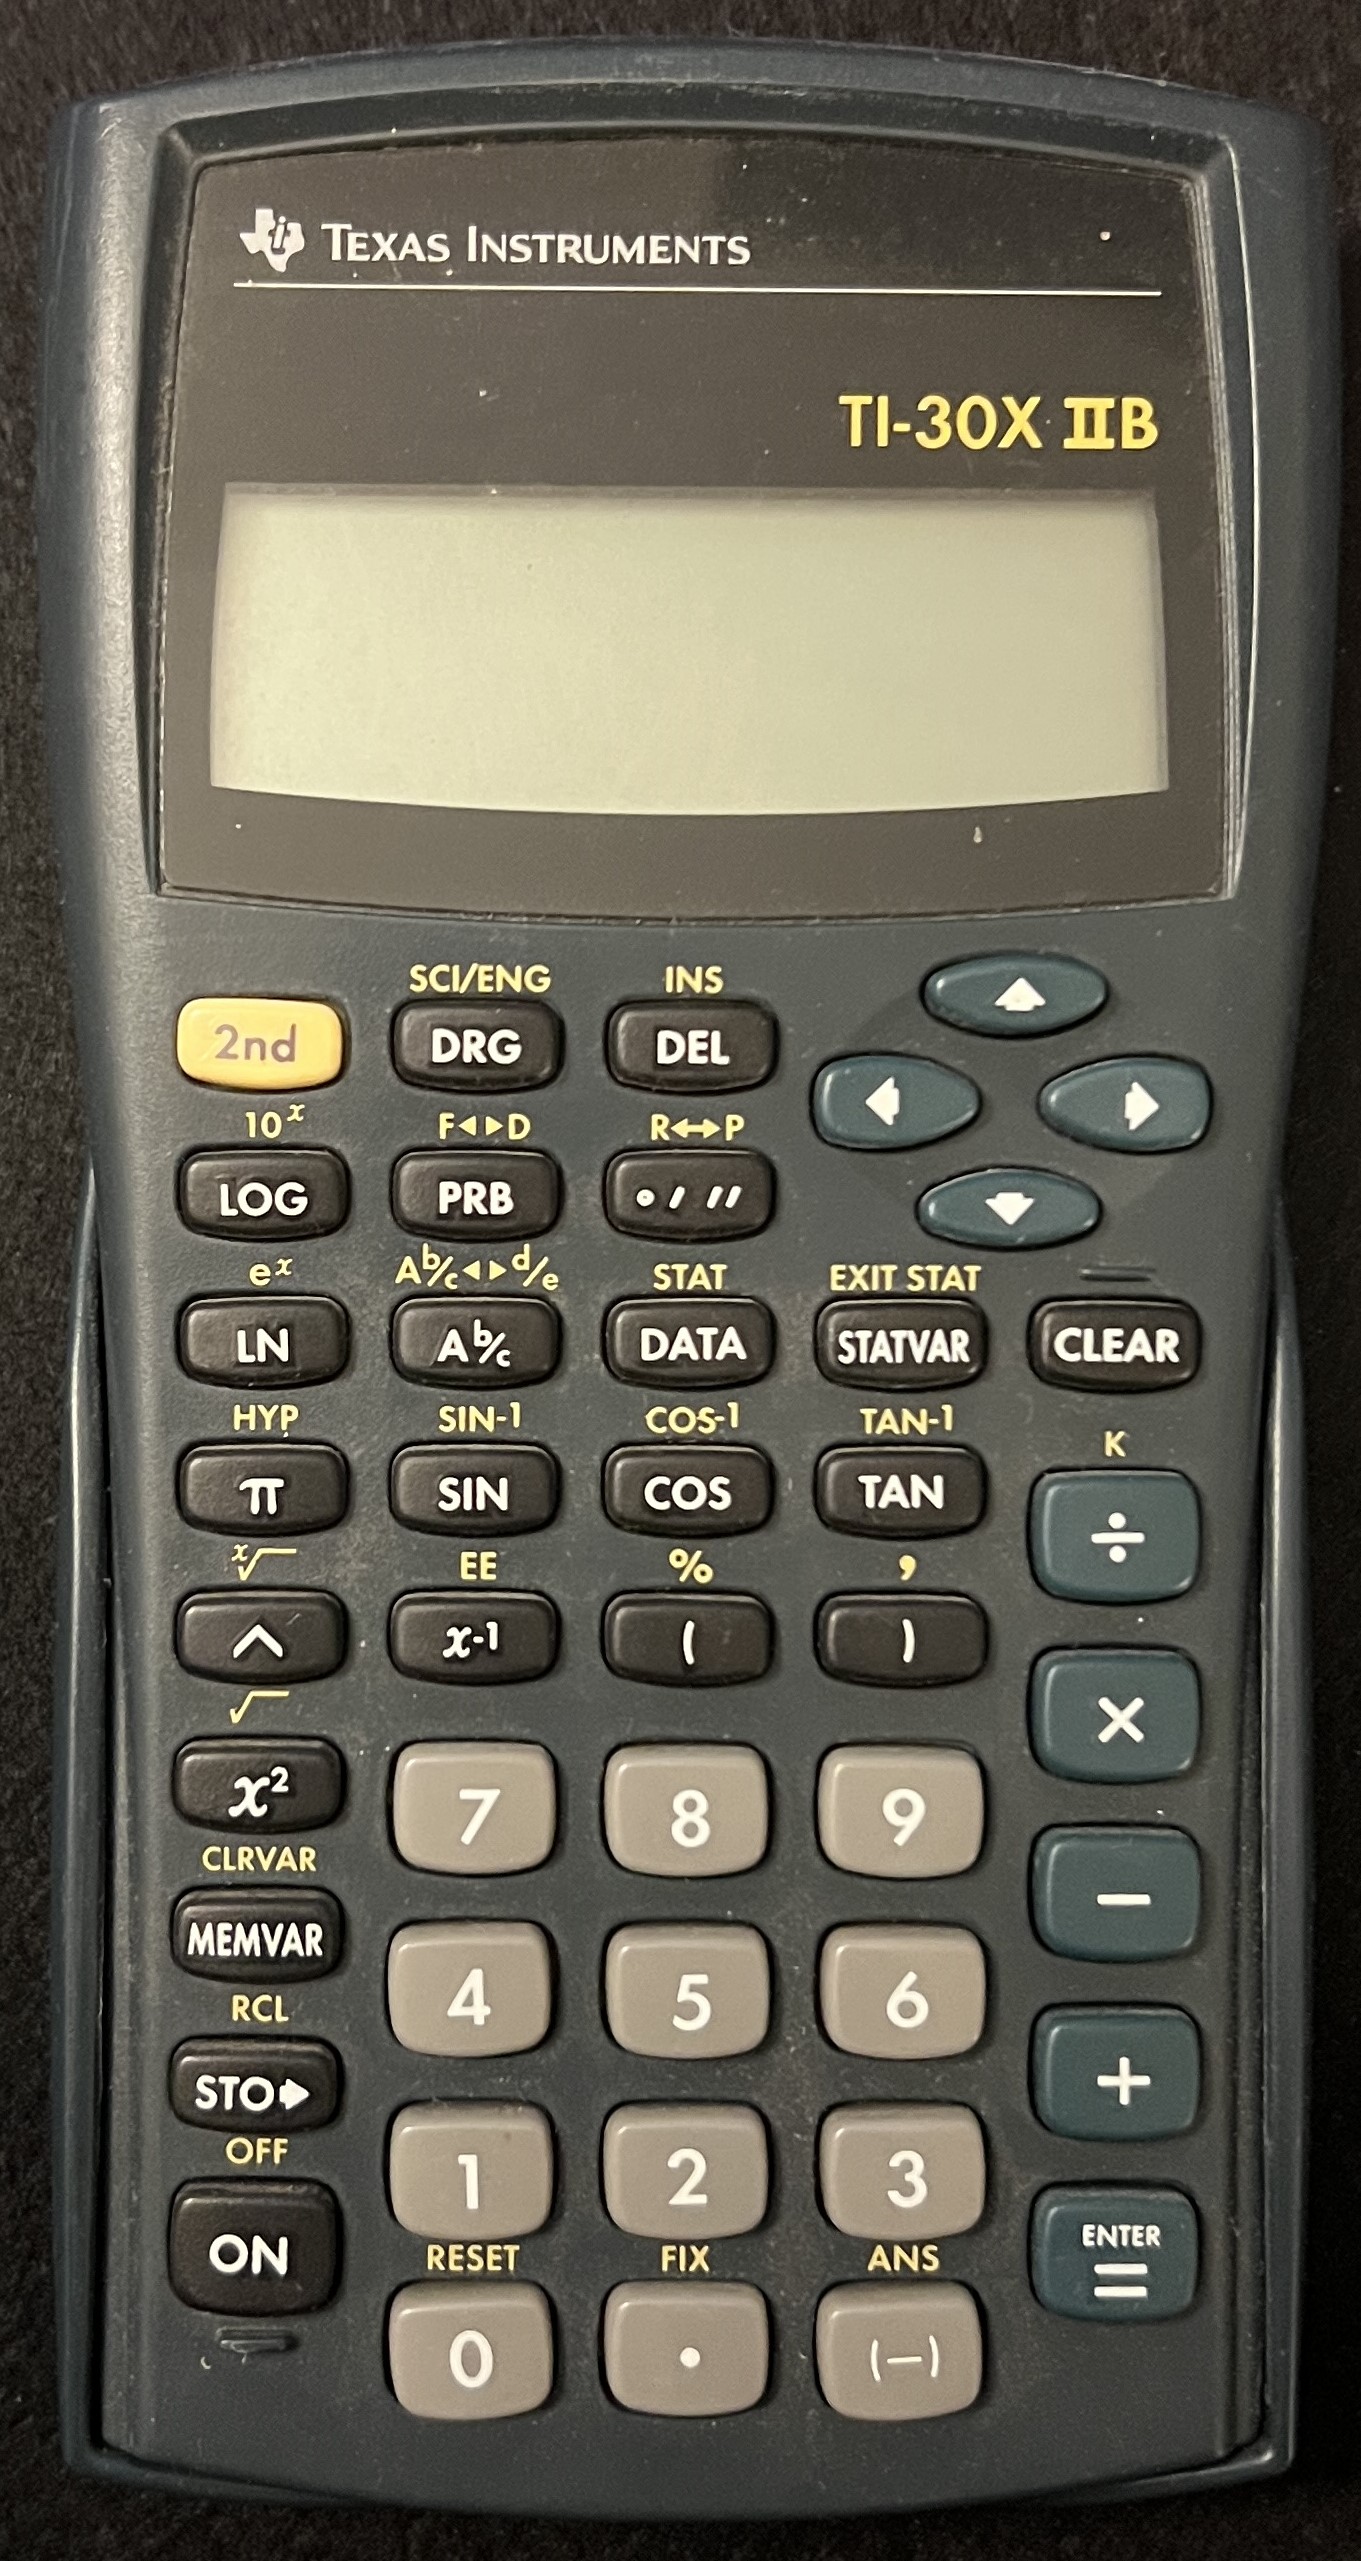 TEXAS INSTRUMENTS
TI-30X IIB
SCI/ENG INS
2nd DRG DEL
10ˣ F◄►D R↔P
LOG PRB ° ′ ″
eˣ Ab/c◄►d/e STAT EXIT STAT
LN Ab/c DATA STATVAR CLEAR
HYP SIN-1 COS-1 TAN-1 K
π SIN COS TAN ÷
ˣ√ EE % ,
^ x-1 ( )
√ ×
x² 7 8 9
CLRVAR −
MEMVAR 4 5 6
RCL +
STO► 1 2 3
OFF ENTER
ON =
RESET FIX ANS
0 . (−)